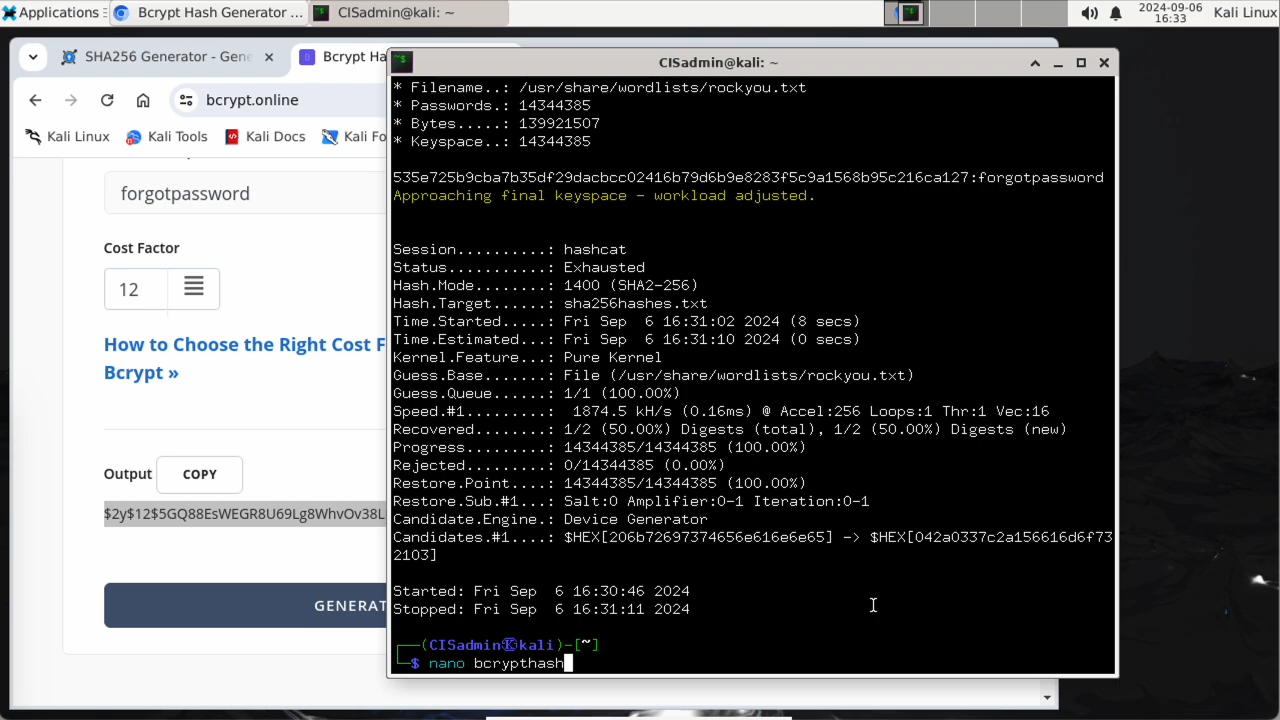 Applications
Bcrypt Hash Generator ...
CISadmin@kali: ~
2024-09-06
16:33
Kali Linux
SHA256 Generator - Gene
Bcrypt Ha
bcrypt.online
Kali Linux
Kali Tools
Kali Docs
Kali Fo
forgotpassword
Cost Factor
12
How to Choose the Right Cost F
Bcrypt »
Output
COPY
$2y$12$5GQ88EsWEGR8U69Lg8WhvOv38L
GENERAT
CISadmin@kali: ~
* Filename..: /usr/share/wordlists/rockyou.txt
* Passwords.: 14344385
* Bytes.....: 139921507
* Keyspace..: 14344385
535e725b9cba7b35df29dacbcc02416b79d6b9e8283f5c9a1568b95c216ca127:forgotpassword
Approaching final keyspace - workload adjusted.
Session..........: hashcat
Status...........: Exhausted
Hash.Mode........: 1400 (SHA2-256)
Hash.Target......: sha256hashes.txt
Time.Started.....: Fri Sep  6 16:31:02 2024 (8 secs)
Time.Estimated...: Fri Sep  6 16:31:10 2024 (0 secs)
Kernel.Feature...: Pure Kernel
Guess.Base.......: File (/usr/share/wordlists/rockyou.txt)
Guess.Queue......: 1/1 (100.00%)
Speed.#1.........:  1874.5 kH/s (0.16ms) @ Accel:256 Loops:1 Thr:1 Vec:16
Recovered........: 1/2 (50.00%) Digests (total), 1/2 (50.00%) Digests (new)
Progress.........: 14344385/14344385 (100.00%)
Rejected.........: 0/14344385 (0.00%)
Restore.Point....: 14344385/14344385 (100.00%)
Restore.Sub.#1...: Salt:0 Amplifier:0-1 Iteration:0-1
Candidate.Engine.: Device Generator
Candidates.#1....: $HEX[206b72697374656e616e6e65] -> $HEX[042a0337c2a156616d6f73
2103]
Started: Fri Sep  6 16:30:46 2024
Stopped: Fri Sep  6 16:31:11 2024
┌──(CISadmin㉿kali)-[~]
└─$ nano bcrypthash